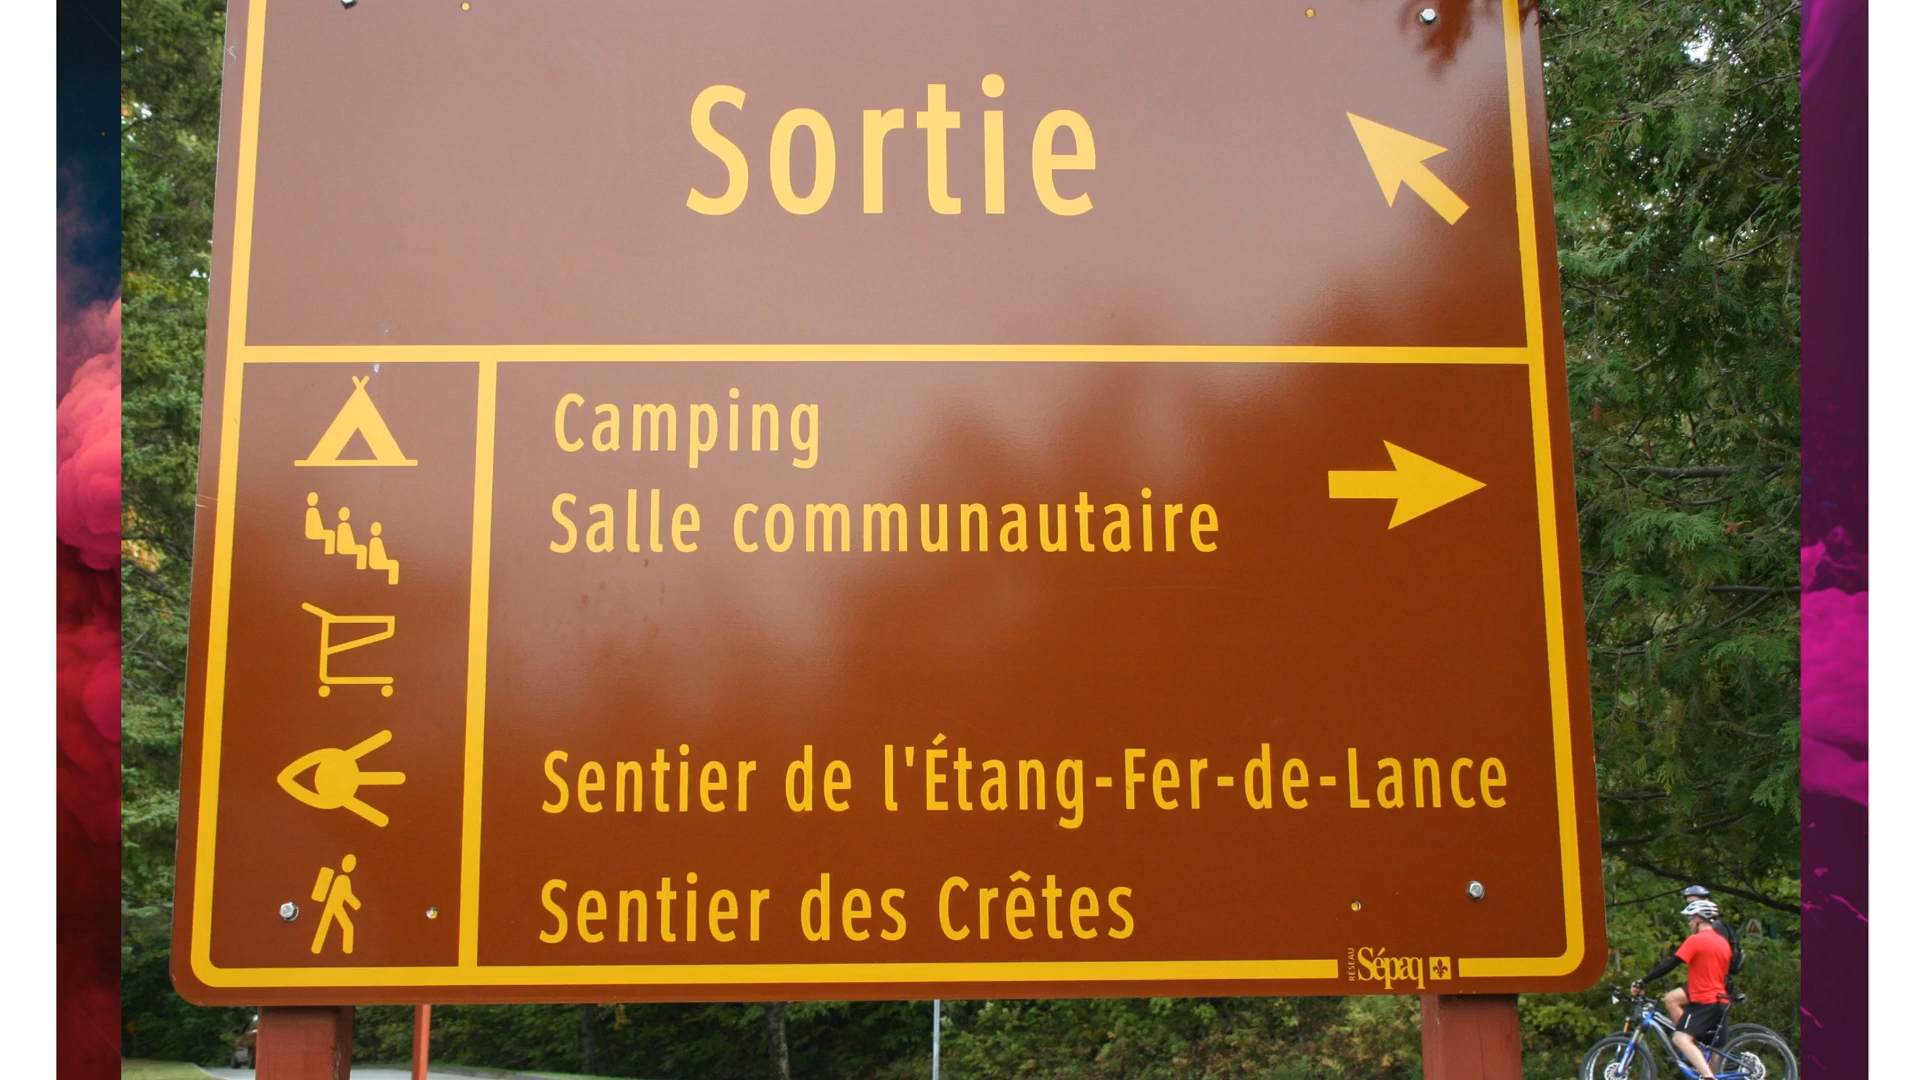 Sortie
Camping
Salle communautaire
Sentier de l'Étang-Fer-de-Lance
Sentier des Crêtes
RÉSEAU
Sépaq